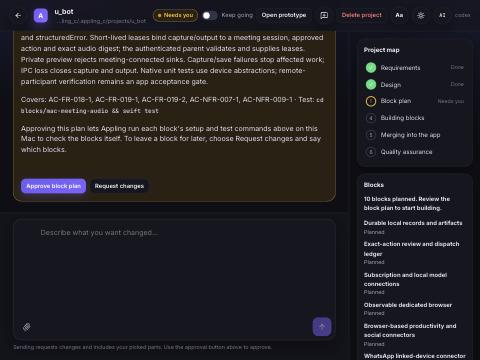 u_bot
...ling_c/.appling_c/projects/u_bot
A
Needs you
Keep going
Open prototype
Delete project
Aa
AI
codex
and structuredError. Short-lived leases bind capture/output to a meeting session, approved
action and exact audio digest; the authenticated parent validates and supplies leases.
Private preview rejects meeting-connected sinks. Capture/save failures stop affected work;
IPC loss closes capture and output. Native unit tests use device abstractions; remote-
participant verification remains an app acceptance gate.
Covers: AC-FR-018-1, AC-FR-019-1, AC-FR-019-2, AC-NFR-007-1, AC-NFR-009-1 · Test: cd
blocks/mac-meeting-audio && swift test
Approving this plan lets Appling run each block's setup and test commands above on this
Mac to check the blocks itself. To leave a block for later, choose Request changes and say
which blocks.
Approve block plan
Request changes
Describe what you want changed...
Sending requests changes and includes your picked parts. Use the approval button above to approve.
Project map
Requirements
Done
Design
Done
Block plan
Needs you
4
Building blocks
5
Merging into the app
6
Quality assurance
Blocks
10 blocks planned. Review the
block plan to start building.
Durable local records and artifacts
Planned
Exact-action review and dispatch
ledger
Planned
Subscription and local model
connections
Planned
Observable dedicated browser
Planned
Browser-based productivity and
social connectors
Planned
WhatsApp linked-device connector